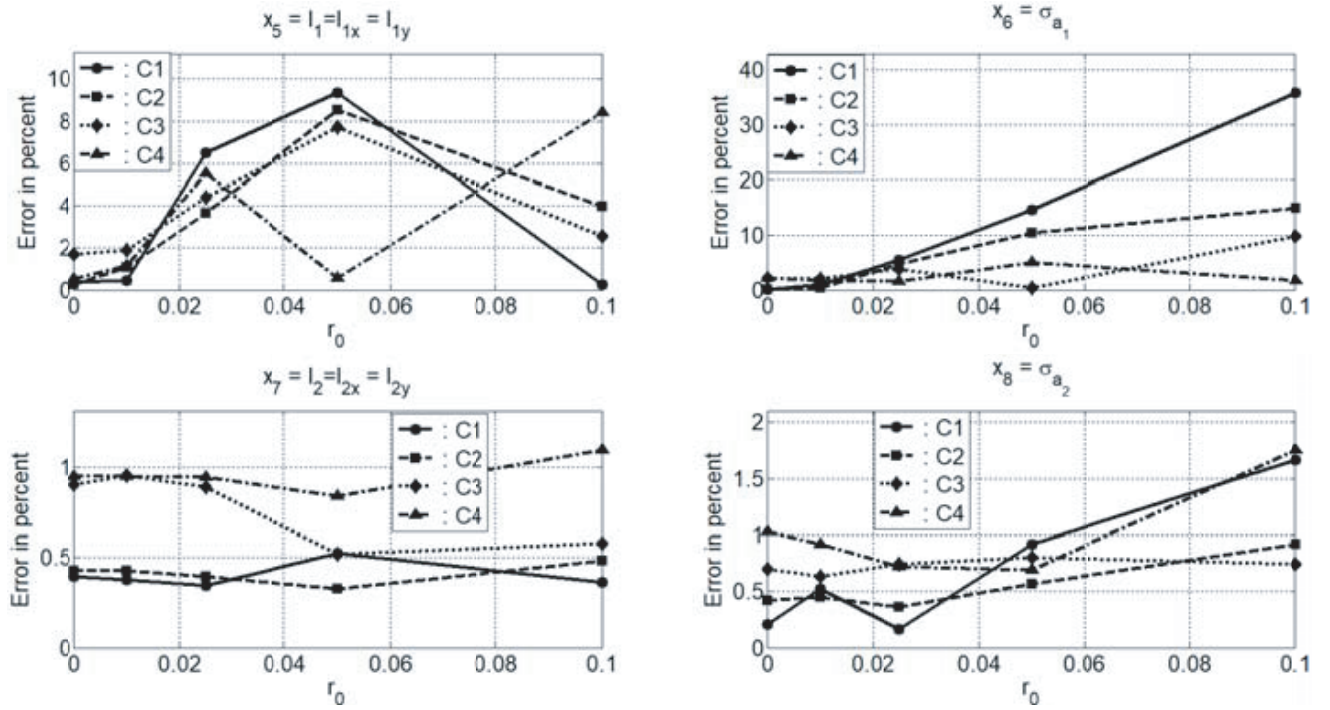 x5 = l1=l1x = l1y
: C1
: C2
: C3
: C4
Error in percent
10
8
6
4
2
0
0 0.02 0.04 0.06 0.08 0.1
r0
x6 = σa1
: C1
: C2
: C3
: C4
Error in percent
40
30
20
10
0
0 0.02 0.04 0.06 0.08 0.1
r0
x7 = l2=l2x = l2y
: C1
: C2
: C3
: C4
Error in percent
1
0.5
0
0 0.02 0.04 0.06 0.08 0.1
r0
x8 = σa2
: C1
: C2
: C3
: C4
Error in percent
2
1.5
1
0.5
0
0 0.02 0.04 0.06 0.08 0.1
r0